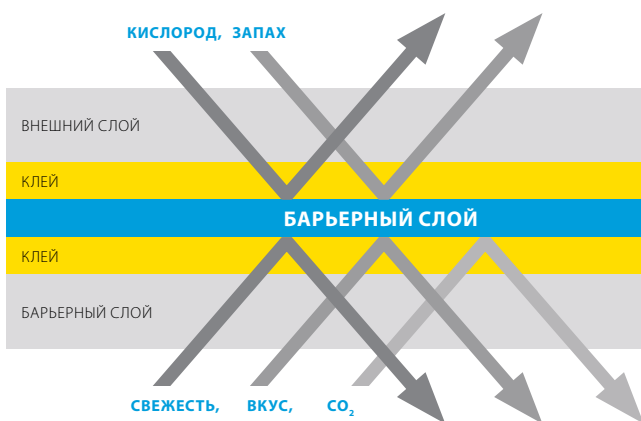 КИСЛОРОД, ЗАПАХ
ВНЕШНИЙ СЛОЙ
КЛЕЙ
БАРЬЕРНЫЙ СЛОЙ
КЛЕЙ
БАРЬЕРНЫЙ СЛОЙ
СВЕЖЕСТЬ, ВКУС, CO₂